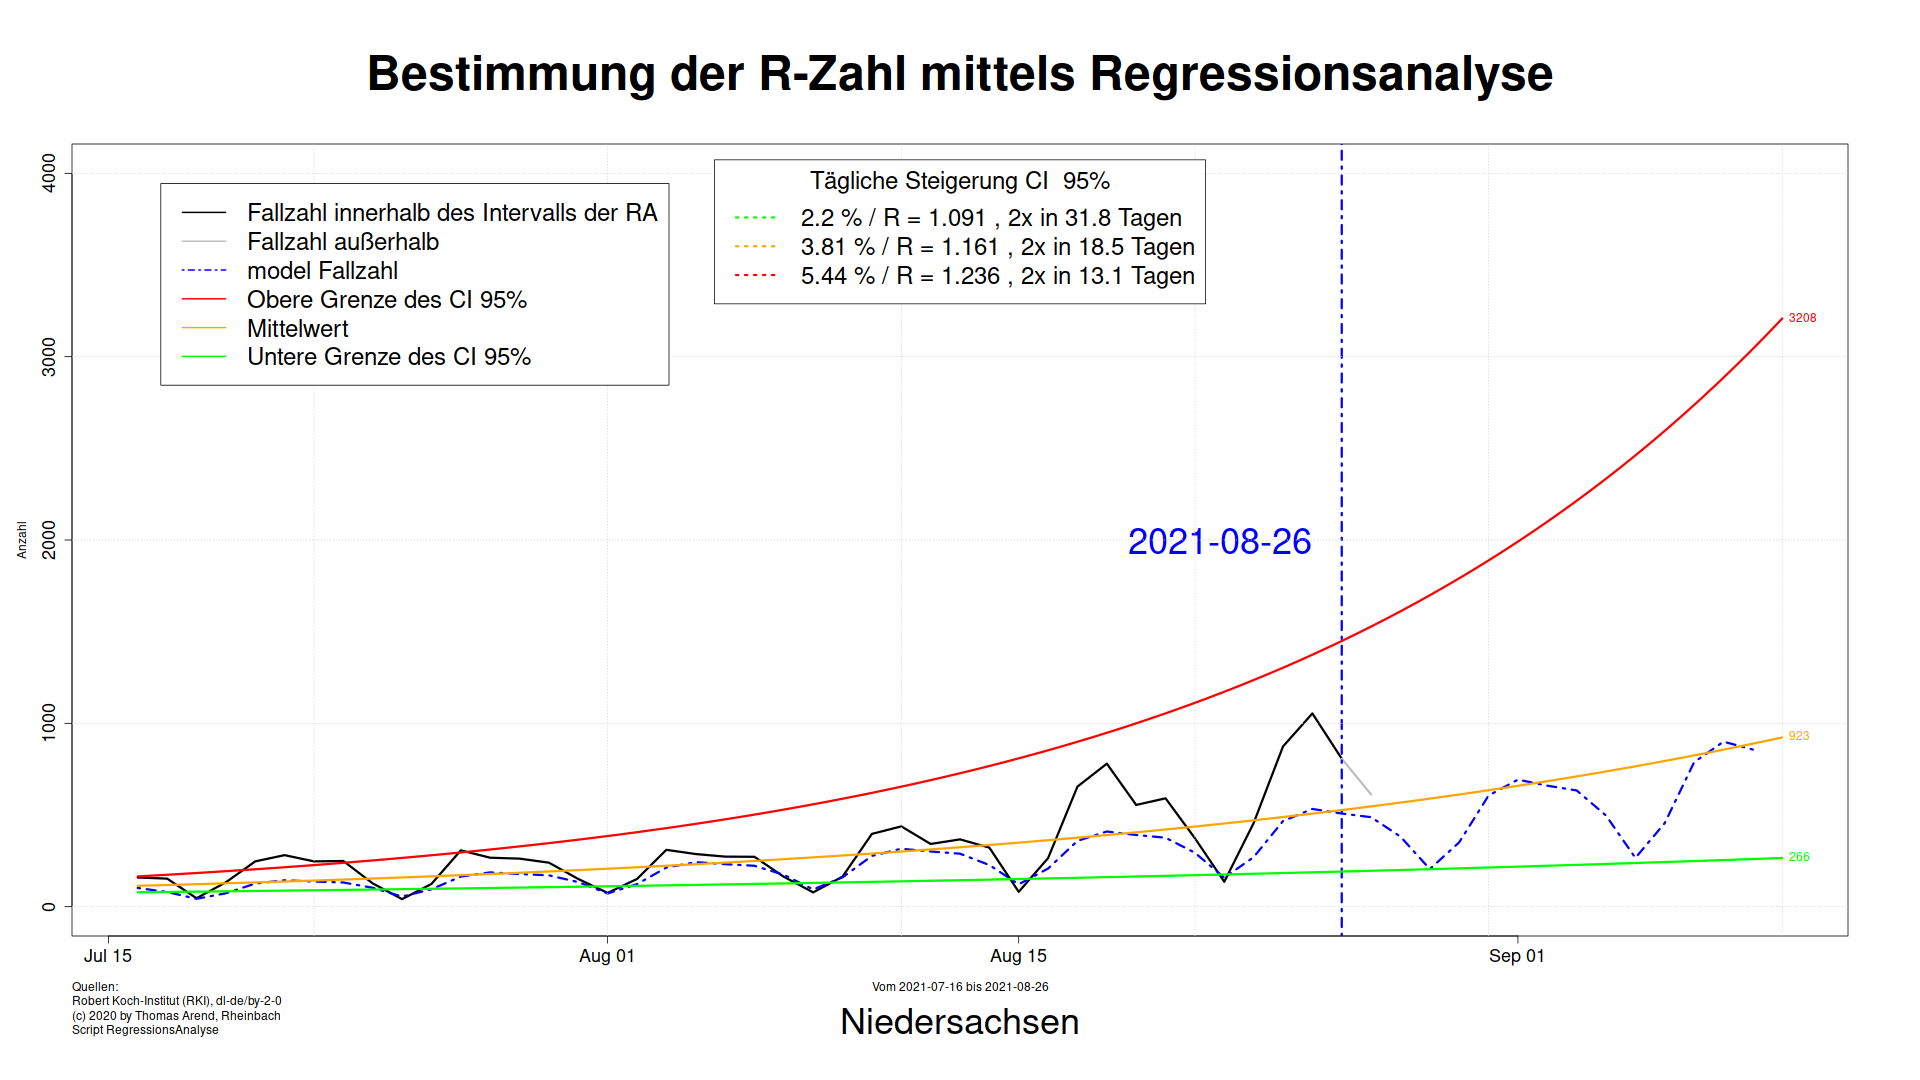 Bestimmung der R-Zahl mittels Regressionsanalyse
Fallzahl innerhalb des Intervalls der RA
Fallzahl außerhalb
model Fallzahl
Obere Grenze des CI 95%
Mittelwert
Untere Grenze des CI 95%
Tägliche Steigerung CI  95%
2.2 % / R = 1.091 , 2x in 31.8 Tagen
3.81 % / R = 1.161 , 2x in 18.5 Tagen
5.44 % / R = 1.236 , 2x in 13.1 Tagen
Anzahl
4000
3000
2000
1000
0
2021-08-26
3208
923
266
Jul 15
Aug 01
Aug 15
Sep 01
Quellen:
Robert Koch-Institut (RKI), dl-de/by-2-0
(c) 2020 by Thomas Arend, Rheinbach
Script RegressionsAnalyse
Vom 2021-07-16 bis 2021-08-26
Niedersachsen